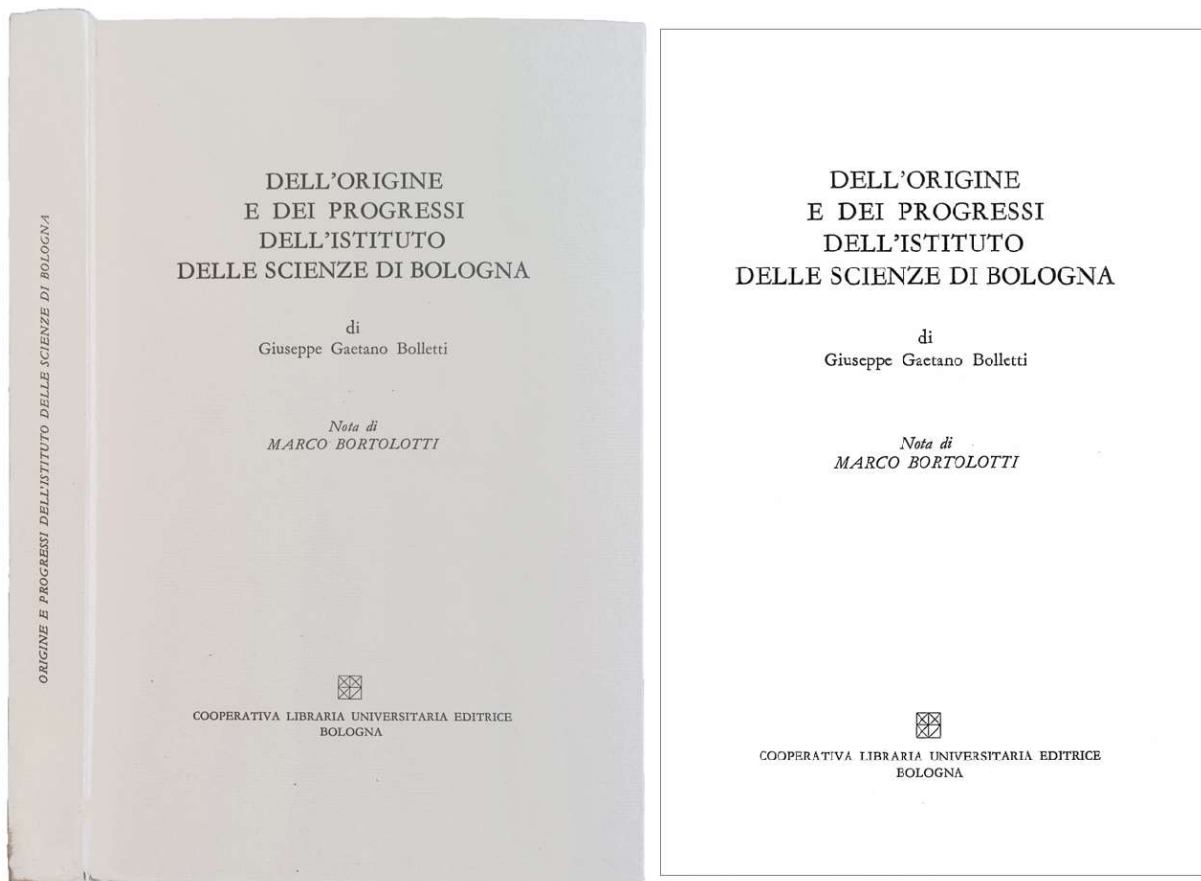 ORIGINE E PROGRESSI DELL'ISTITUTO DELLE SCIENZE DI BOLOGNA
DELL'ORIGINE
E DEI PROGRESSI
DELL'ISTITUTO
DELLE SCIENZE DI BOLOGNA
di
Giuseppe Gaetano Bolletti
Nota di
MARCO BORTOLOTTI
COOPERATIVA LIBRARIA UNIVERSITARIA EDITRICE
BOLOGNA
DELL'ORIGINE
E DEI PROGRESSI
DELL'ISTITUTO
DELLE SCIENZE DI BOLOGNA
di
Giuseppe Gaetano Bolletti
Nota di
MARCO BORTOLOTTI
COOPERATIVA LIBRARIA UNIVERSITARIA EDITRICE
BOLOGNA